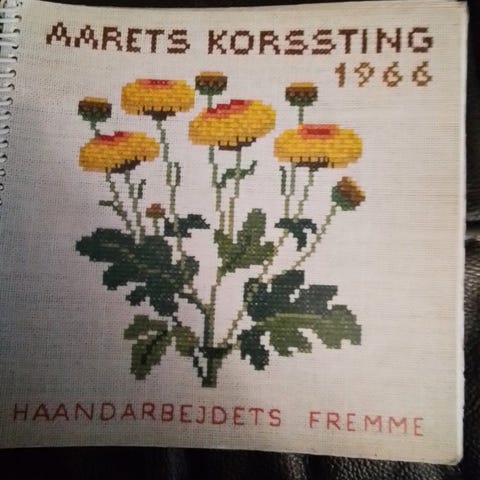 AARETS KORSSTING
1966
HAANDARBEJDETS FREMME